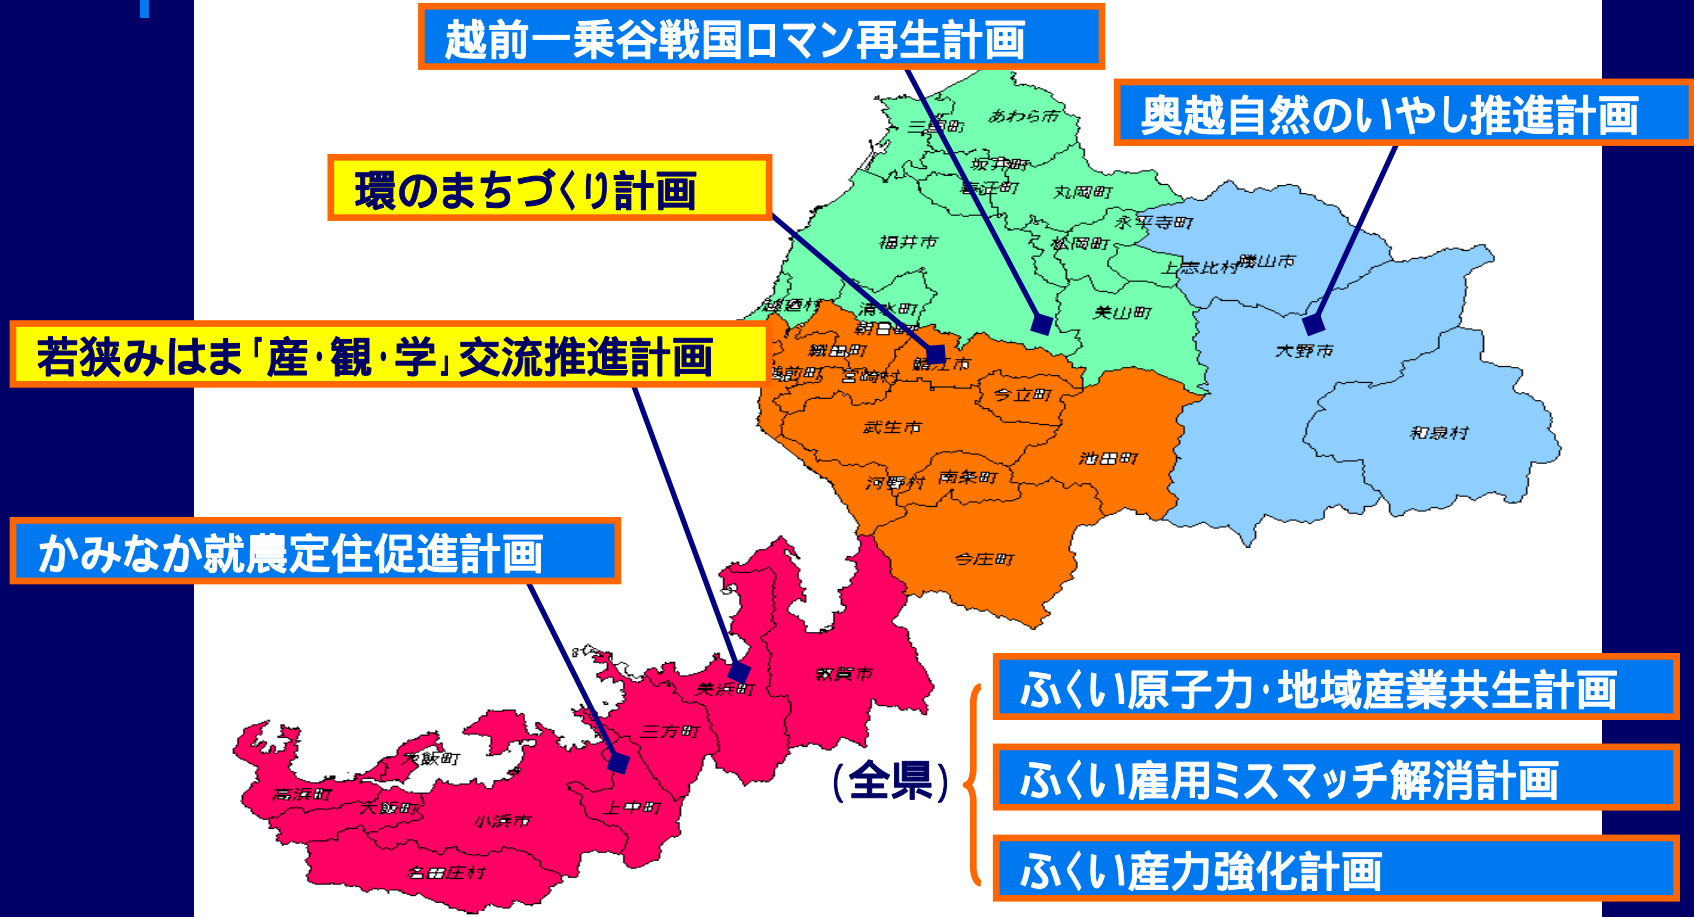 越前一乗谷戦国ロマン再生計画
奥越自然のいやし推進計画
環のまちづくり計画
若狭みはま「産・観・学」交流推進計画
かみなか就農定住促進計画
あわら市
三国町
坂井町
春江町
丸岡町
永平寺町
福井市
松岡町
上志比村
勝山市
越廼村
清水町
美山町
朝日町
織田町
鯖江市
大野市
越前町
宮崎村
今立町
武生市
和泉村
池田町
河野村
南条町
今庄町
敦賀市
美浜町
三方町
大飯町
高浜町
大飯町
上中町
小浜市
名田庄村
(全県)
ふくい原子力・地域産業共生計画
ふくい雇用ミスマッチ解消計画
ふくい産力強化計画